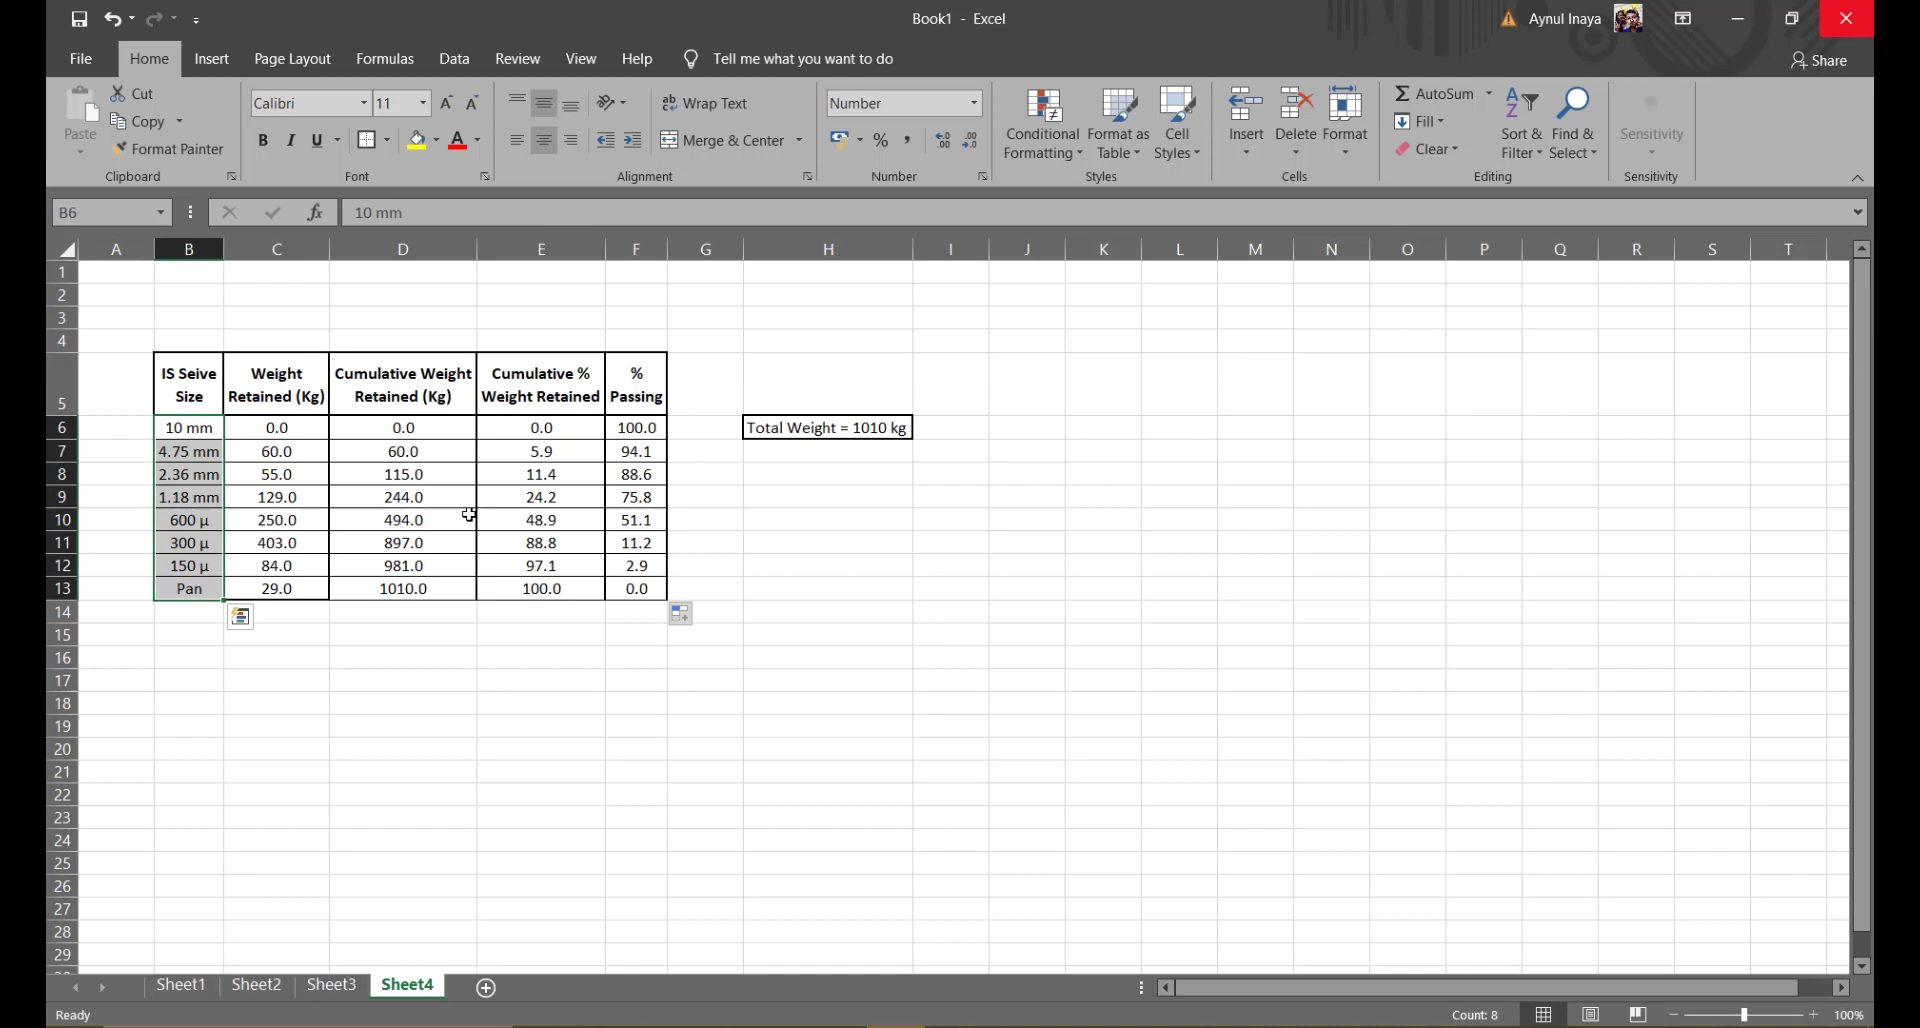 Book1 - Excel
Aynul Inaya
File Home Insert Page Layout Formulas Data Review View Help Tell me what you want to do
Share
Paste
Cut
Copy
Format Painter
Clipboard
Calibri 11
B I U
Font
Wrap Text
Merge & Center
Alignment
Number
Number
Conditional Formatting
Format as Table
Cell Styles
Styles
Insert Delete Format
Cells
AutoSum
Fill
Clear
Sort & Filter
Find & Select
Editing
Sensitivity
Sensitivity
B6 fx 10 mm
A B C D E F G H I J K L M N O P Q R S T
1
2
3
4
5 IS Seive Size Weight Retained (Kg) Cumulative Weight Retained (Kg) Cumulative % Weight Retained % Passing
6 10 mm 0.0 0.0 0.0 100.0 Total Weight = 1010 kg
7 4.75 mm 60.0 60.0 5.9 94.1
8 2.36 mm 55.0 115.0 11.4 88.6
9 1.18 mm 129.0 244.0 24.2 75.8
10 600 µ 250.0 494.0 48.9 51.1
11 300 µ 403.0 897.0 88.8 11.2
12 150 µ 84.0 981.0 97.1 2.9
13 Pan 29.0 1010.0 100.0 0.0
14
15
16
17
18
19
20
21
22
23
24
25
26
27
28
29
Sheet1 Sheet2 Sheet3 Sheet4
Ready
Count: 8
100%